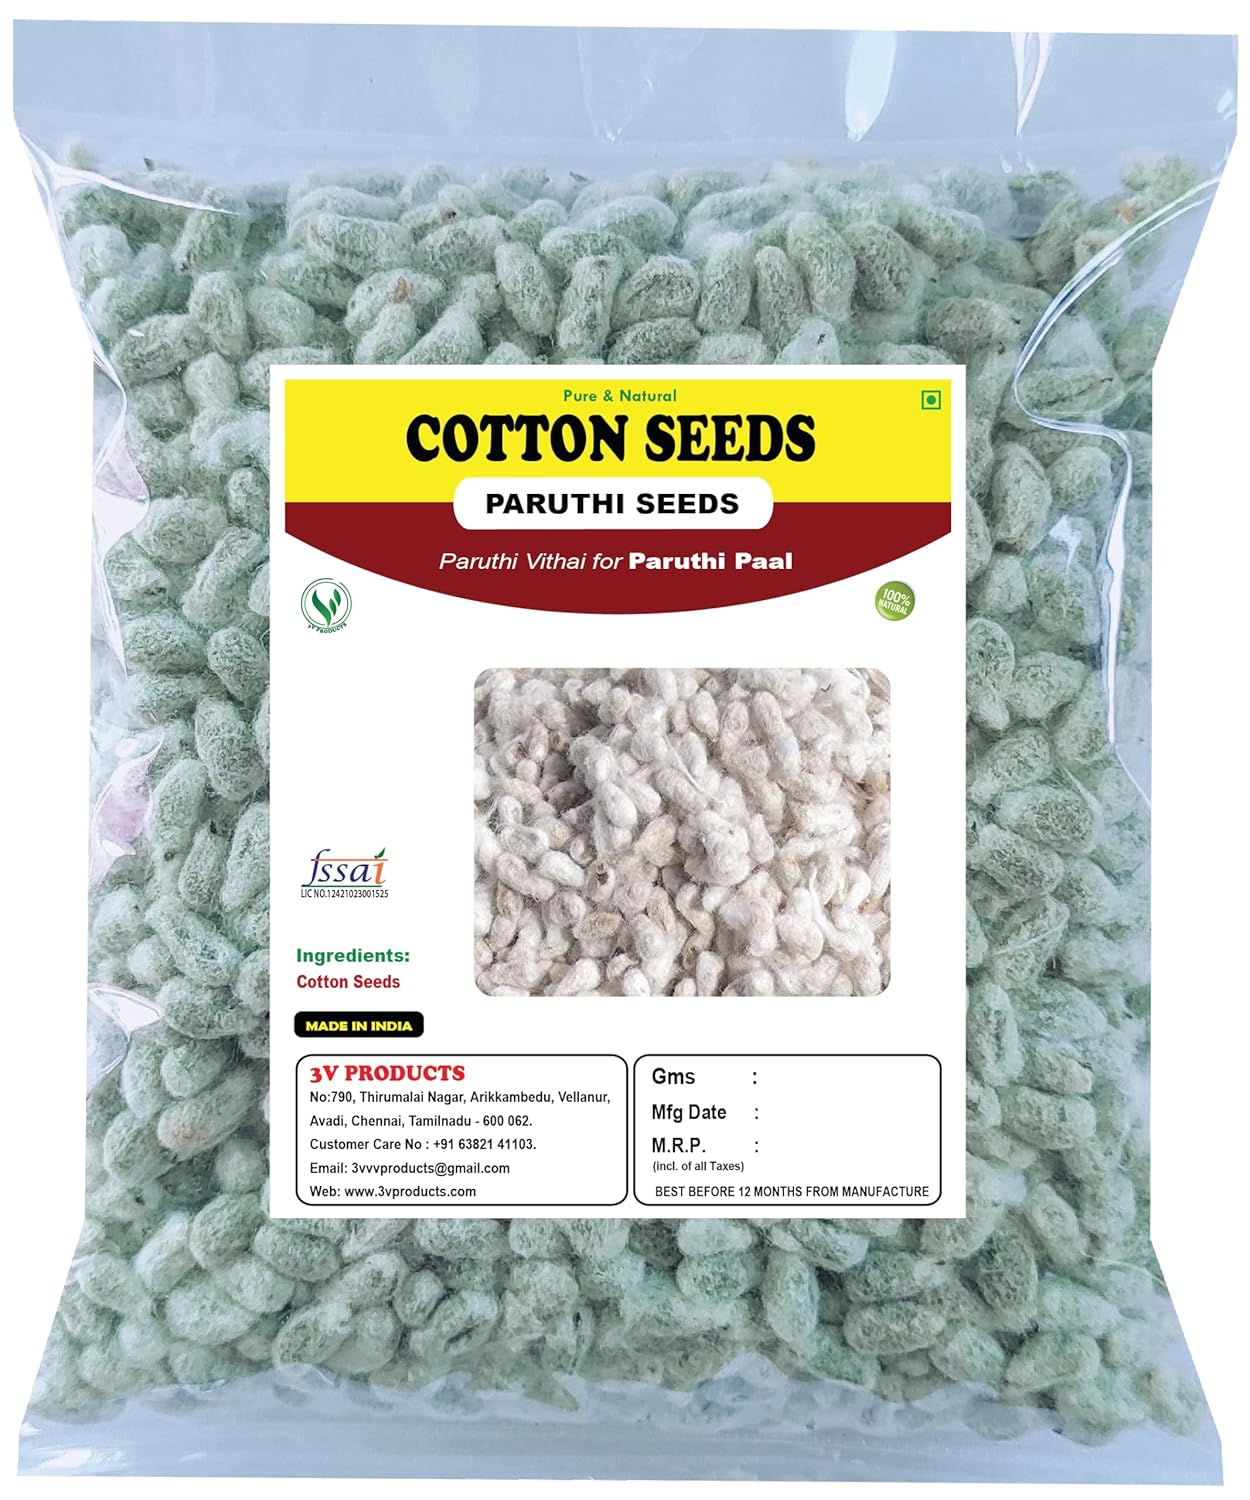 Pure & Natural
COTTON SEEDS
PARUTHI SEEDS
Paruthi Vithai for Paruthi Paal
3V PRODUCTS
100%
NATURAL
fssai
LIC NO.12421023001525
Ingredients:
Cotton Seeds
MADE IN INDIA
3V PRODUCTS
No:790, Thirumalai Nagar, Arikkambedu, Vellanur,
Avadi, Chennai, Tamilnadu - 600 062.
Customer Care No : +91 63821 41103.
Email: 3vvvproducts@gmail.com
Web: www.3vproducts.com
Gms :
Mfg Date :
M.R.P. :
(incl. of all Taxes)
BEST BEFORE 12 MONTHS FROM MANUFACTURE